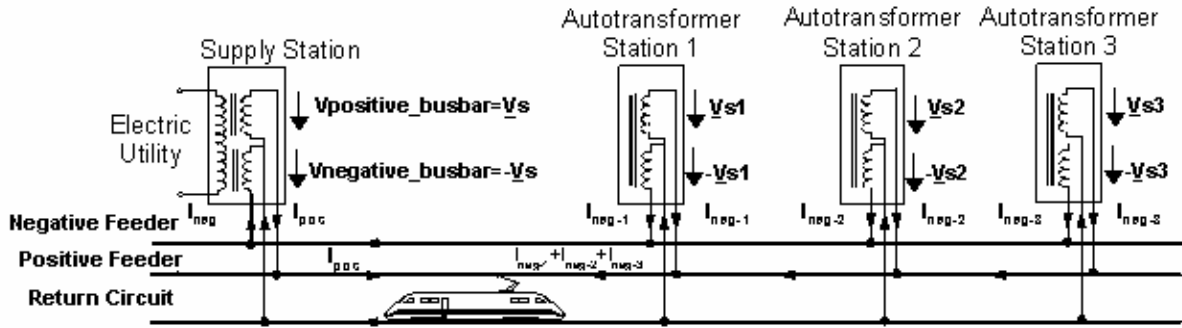 Autotransformer Station 1
Autotransformer Station 2
Autotransformer Station 3
Supply Station
Electric Utility
Vpositive_busbar=Vs
Vnegative_busbar=-Vs
Vs1
-Vs1
Vs2
-Vs2
Vs3
-Vs3
Negative Feeder
Ineg
Ipoc
Ineg-1
Ineg-1
Ineg-2
Ineg-2
Ineg-3
Ineg-3
Positive Feeder
Ipoc
Ineg-1+Ineg-2+Ineg-3
Return Circuit